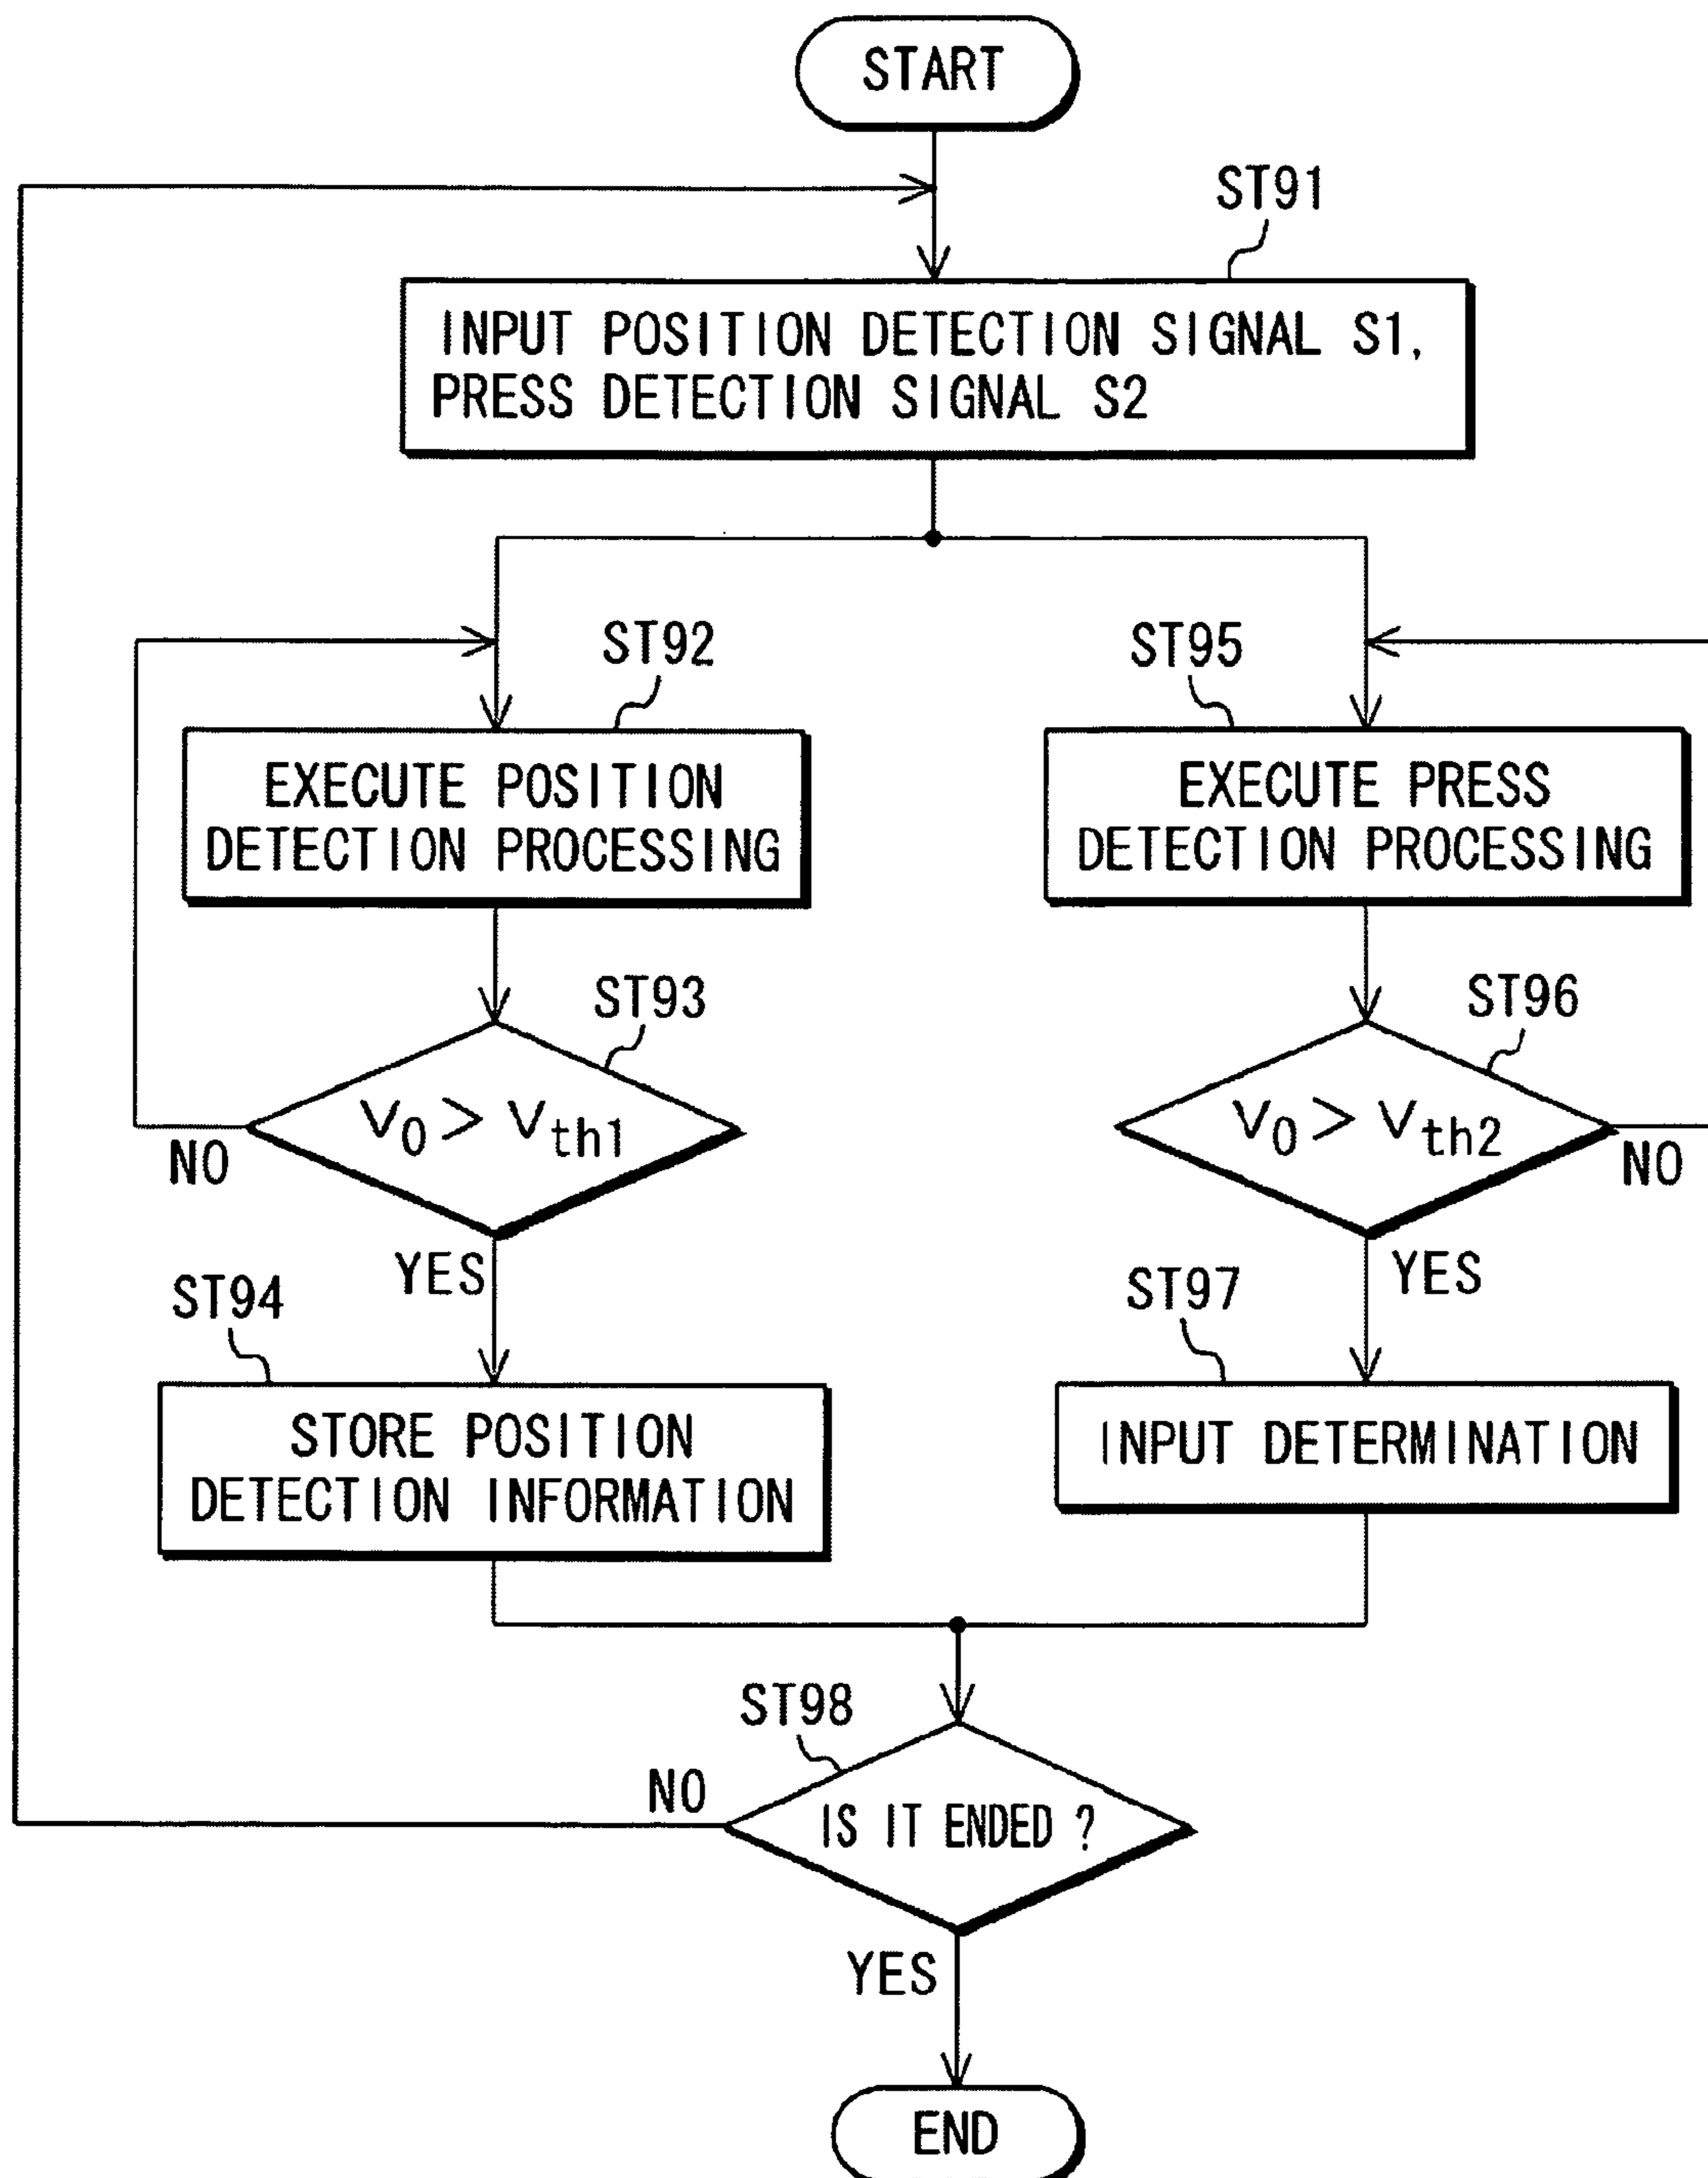 START
ST91
INPUT POSITION DETECTION SIGNAL S1,
PRESS DETECTION SIGNAL S2
ST92
EXECUTE POSITION
DETECTION PROCESSING
ST93
V0 > Vth1
NO
YES
ST94
STORE POSITION
DETECTION INFORMATION
ST95
EXECUTE PRESS
DETECTION PROCESSING
ST96
V0 > Vth2
NO
YES
ST97
INPUT DETERMINATION
ST98
IS IT ENDED ?
NO
YES
END